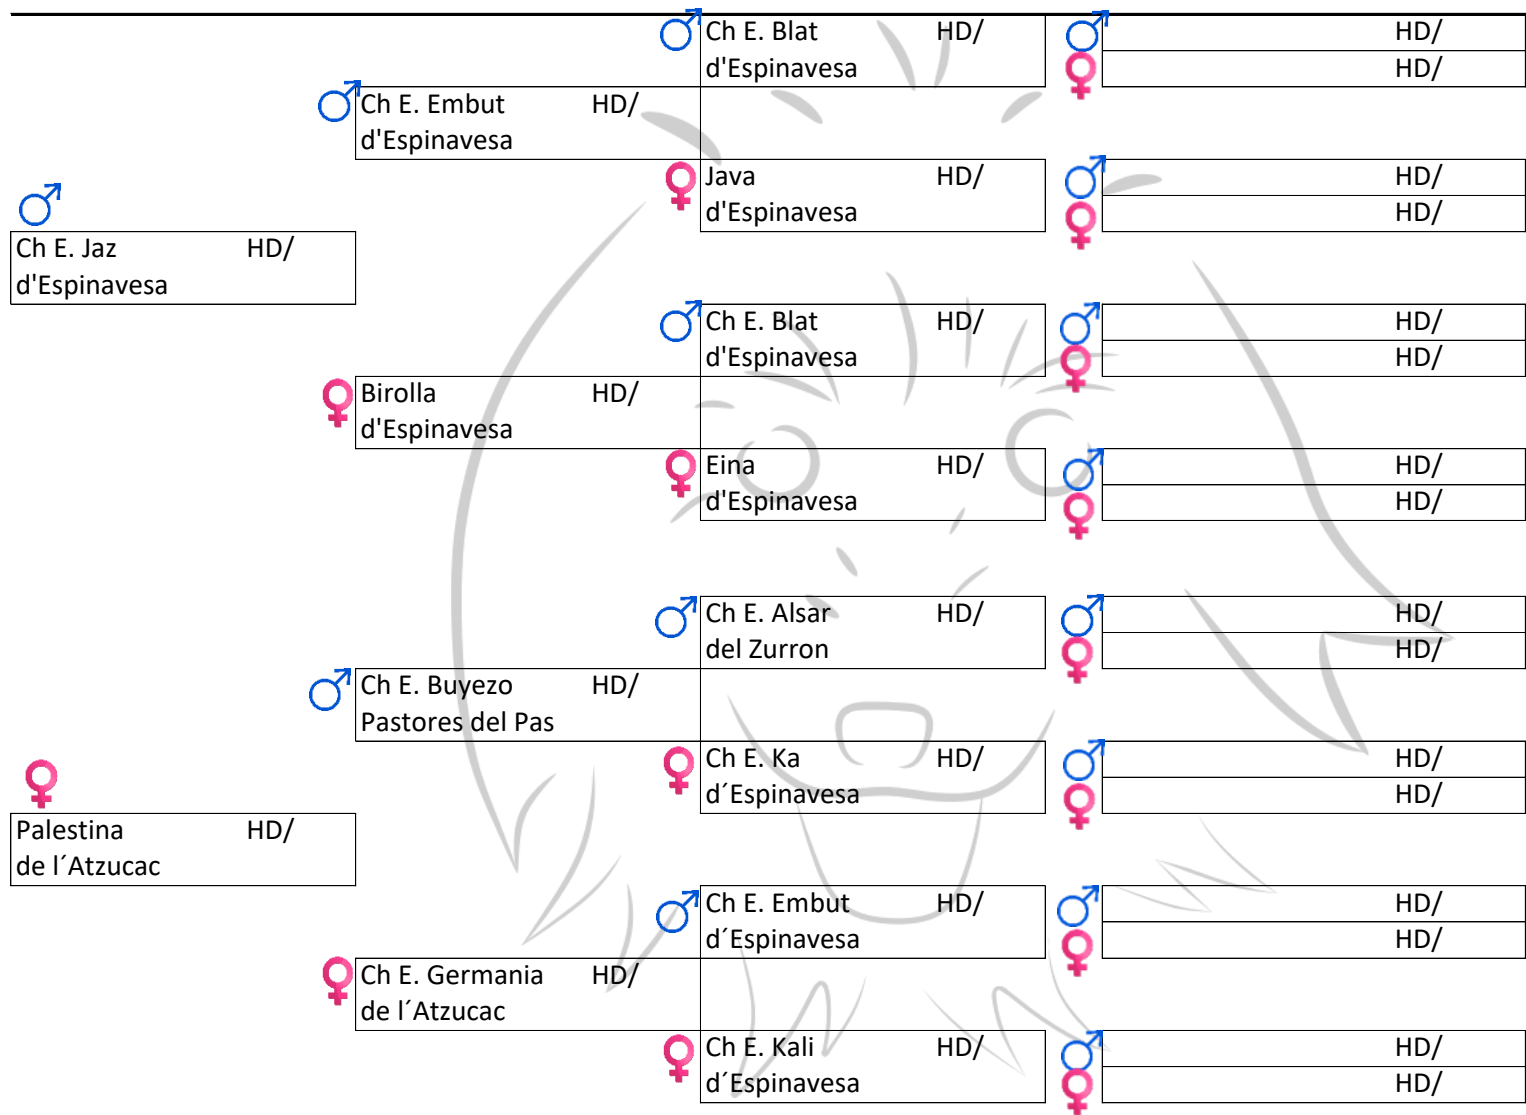 Ch E. Blat HD/
d'Espinavesa
HD/
HD/
Ch E. Embut HD/
d'Espinavesa
Java HD/
d'Espinavesa
HD/
HD/
Ch E. Jaz HD/
d'Espinavesa
Ch E. Blat HD/
d'Espinavesa
HD/
HD/
Birolla HD/
d'Espinavesa
Eina HD/
d'Espinavesa
HD/
HD/
Ch E. Alsar HD/
del Zurron
HD/
HD/
Ch E. Buyezo HD/
Pastores del Pas
Ch E. Ka HD/
d´Espinavesa
HD/
HD/
Palestina HD/
de l´Atzucac
Ch E. Embut HD/
d´Espinavesa
HD/
HD/
Ch E. Germania HD/
de l´Atzucac
Ch E. Kali HD/
d´Espinavesa
HD/
HD/